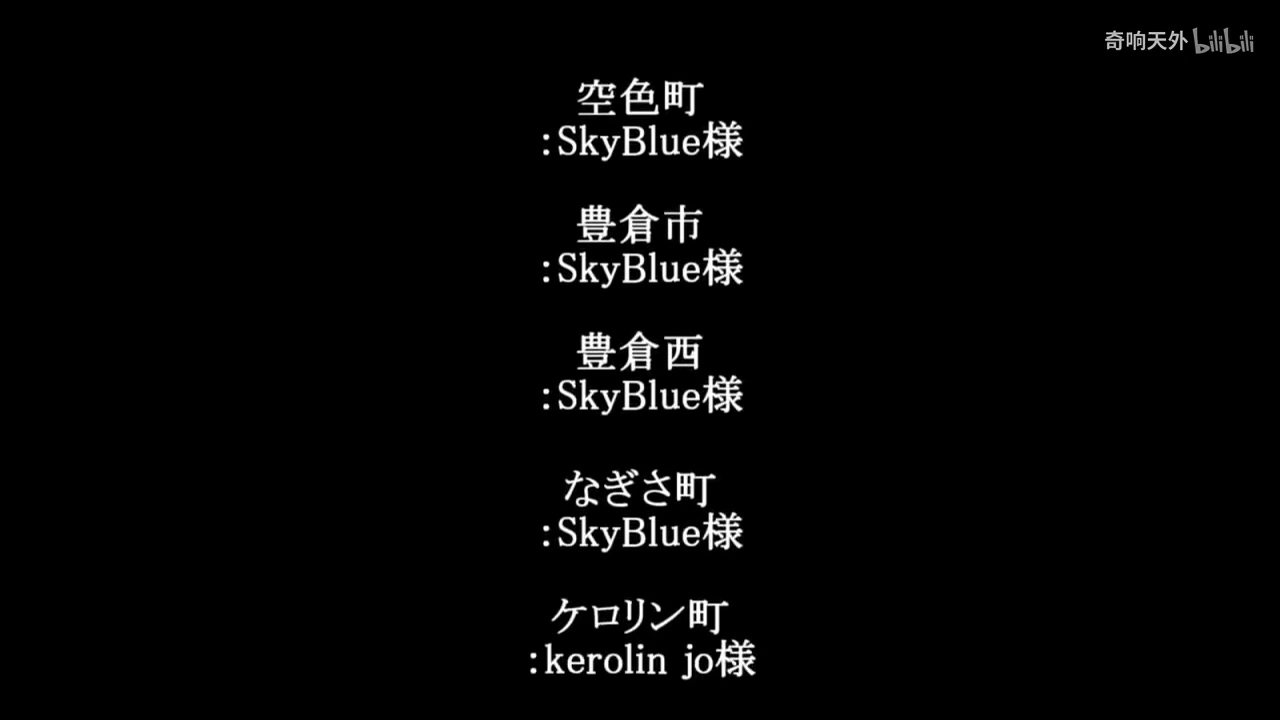 奇响天外 bilibili
空色町
:SkyBlue様
豊倉市
:SkyBlue様
豊倉西
:SkyBlue様
なぎさ町
:SkyBlue様
ケロリン町
:kerolin jo様